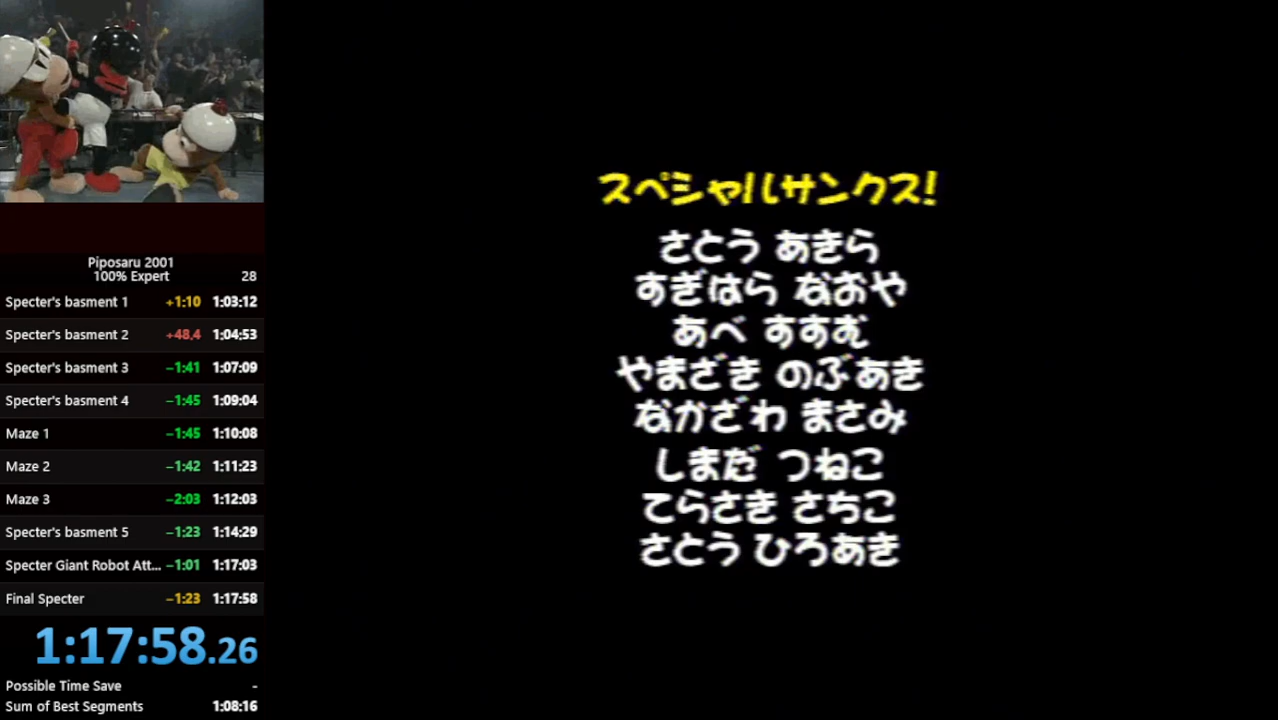 Piposaru 2001
100% Expert 28
Specter's basment 1 +1:10 1:03:12
Specter's basment 2 +48.4 1:04:53
Specter's basment 3 −1:41 1:07:09
Specter's basment 4 −1:45 1:09:04
Maze 1 −1:45 1:10:08
Maze 2 −1:42 1:11:23
Maze 3 −2:03 1:12:03
Specter's basment 5 −1:23 1:14:29
Specter Giant Robot Att... −1:01 1:17:03
Final Specter −1:23 1:17:58
1:17:58.26
Possible Time Save -
Sum of Best Segments 1:08:16
スペシャルサンクス!
さとう あきら
すぎはら なおや
あべ すすむ
やまざき のぶあき
なかざわ まさみ
しまだ つねこ
てらさき さちこ
さとう ひろあき